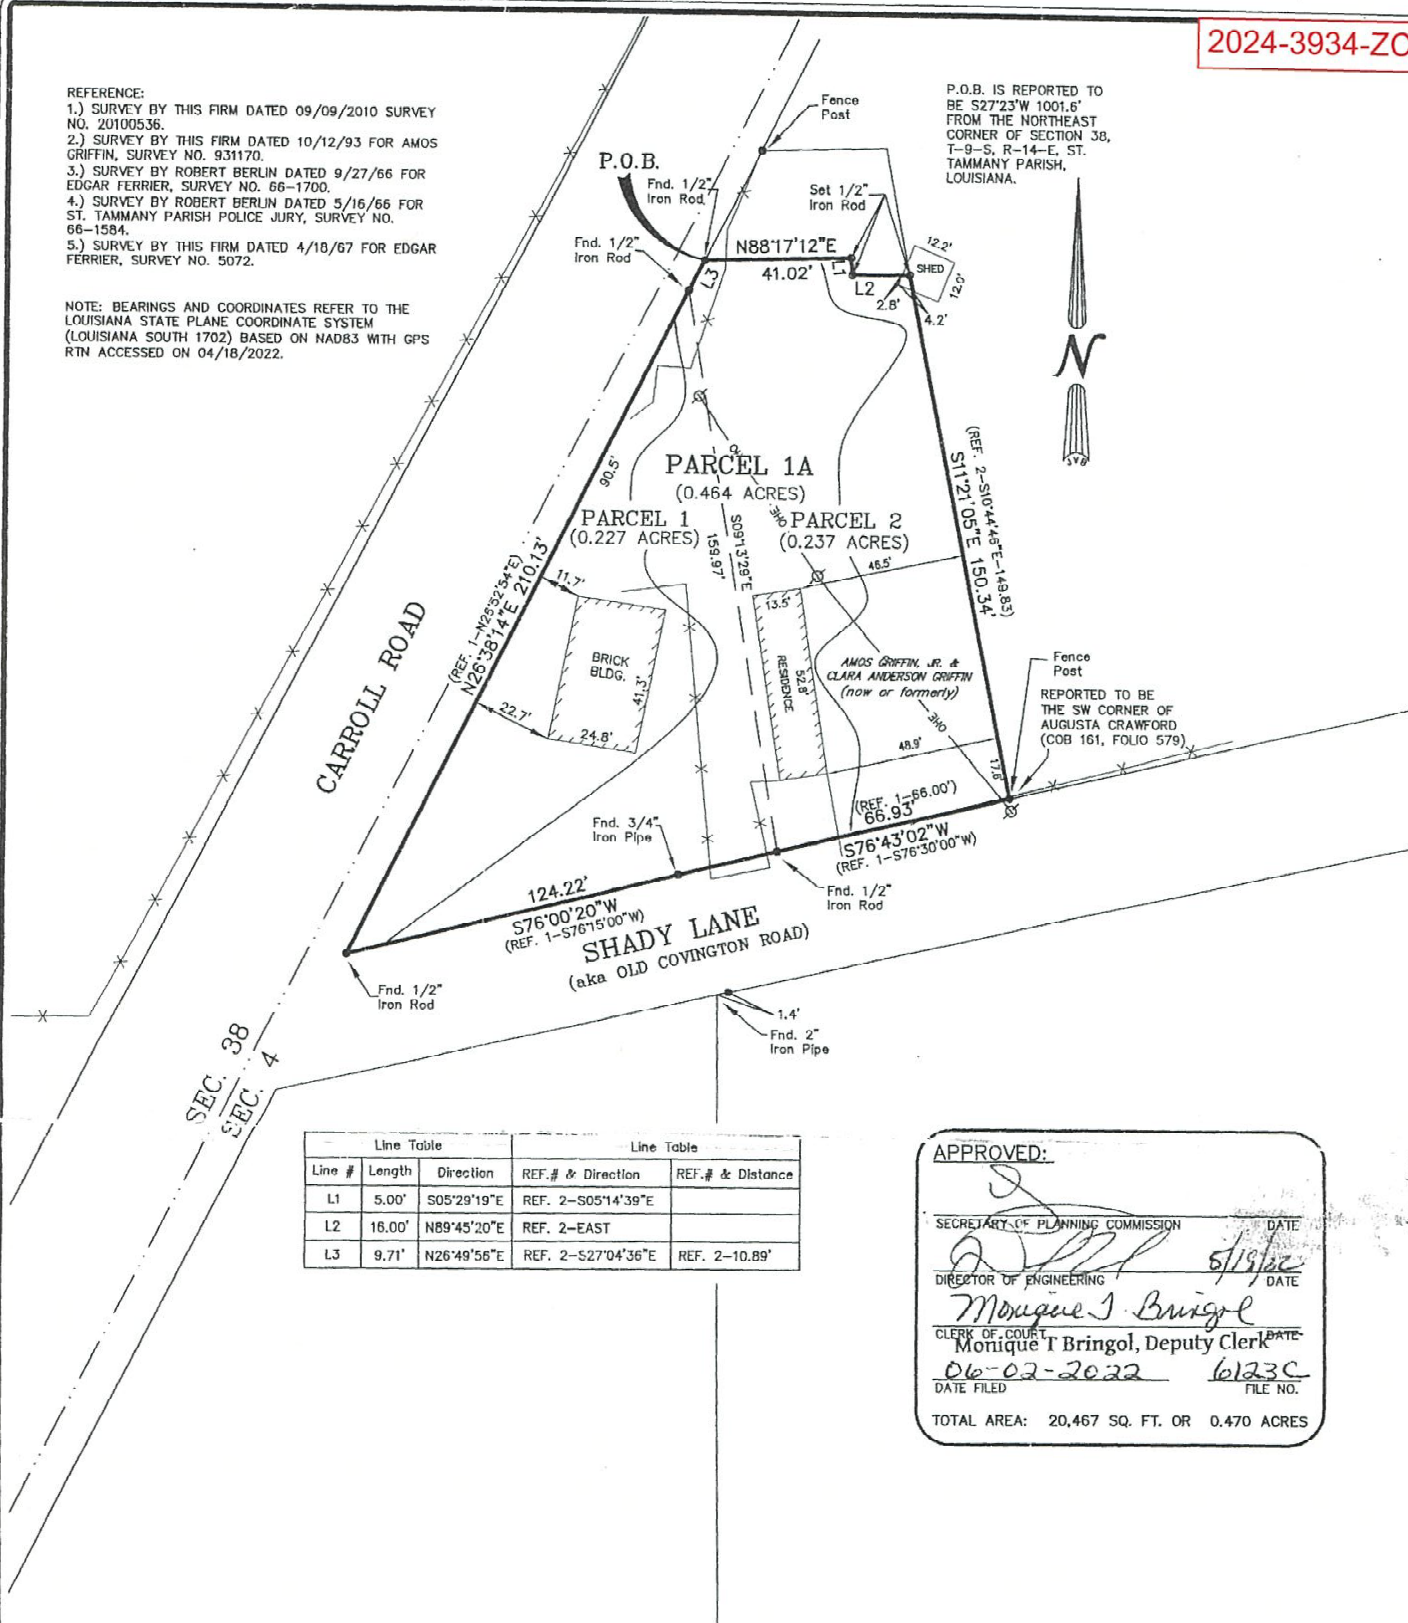 2024-3934-ZC
REFERENCE:
1.) SURVEY BY THIS FIRM DATED 09/09/2010 SURVEY
NO. 20100536.
2.) SURVEY BY THIS FIRM DATED 10/12/93 FOR AMOS
GRIFFIN, SURVEY NO. 931170.
3.) SURVEY BY ROBERT BERLIN DATED 9/27/66 FOR
EDGAR FERRIER, SURVEY NO. 66-1700.
4.) SURVEY BY ROBERT BERLIN DATED 5/16/66 FOR
ST. TAMMANY PARISH POLICE JURY, SURVEY NO.
66-1584.
5.) SURVEY BY THIS FIRM DATED 4/18/67 FOR EDGAR
FERRIER, SURVEY NO. 5072.
NOTE: BEARINGS AND COORDINATES REFER TO THE
LOUISIANA STATE PLANE COORDINATE SYSTEM
(LOUISIANA SOUTH 1702) BASED ON NAD83 WITH GPS
RTN ACCESSED ON 04/18/2022.
P.O.B. IS REPORTED TO
BE S27°23'W 1001.6'
FROM THE NORTHEAST
CORNER OF SECTION 38,
T-9-S, R-14-E, ST.
TAMMANY PARISH,
LOUISIANA.
Fence
Post
P.O.B.
Fnd. 1/2"
Iron Rod
Set 1/2"
Iron Rod
Fnd. 1/2"
Iron Rod
N88°17'12"E
41.02'
L3
L1
L2
12.2'
SHED
12.0'
2.8'
4.2'
N
90.5'
PARCEL 1A
(0.464 ACRES)
PARCEL 1
(0.227 ACRES)
PARCEL 2
(0.237 ACRES)
OHE
S09°13'29"E
159.97'
(REF. 2-S10°44'46"E-149.83)
S11°21'05"E 150.34'
(REF. 1-N26°52'54"E)
N26°38'14"E 210.13'
11.7'
46.5'
13.5'
BRICK
BLDG.
41.3'
24.8'
22.7'
RESIDENCE
52.8'
AMOS GRIFFIN, JR. &
CLARA ANDERSON GRIFFIN
(now or formerly)
OHE
48.9'
17.6'
Fence
Post
REPORTED TO BE
THE SW CORNER OF
AUGUSTA CRAWFORD
(COB 161, FOLIO 579)
CARROLL ROAD
Fnd. 3/4"
Iron Pipe
(REF. 1-66.00')
66.93'
S76°43'02"W
(REF. 1-S76°30'00"W)
124.22'
S76°00'20"W
(REF. 1-S76°15'00"W)
Fnd. 1/2"
Iron Rod
SHADY LANE
(aka OLD COVINGTON ROAD)
Fnd. 1/2"
Iron Rod
1.4'
Fnd. 2"
Iron Pipe
SEC. 38
SEC. 4
Line Table Line Table
Line # Length Direction REF.# & Direction REF.# & Distance
L1 5.00' S05°29'19"E REF. 2-S05°14'39"E
L2 16.00' N89°45'20"E REF. 2-EAST
L3 9.71' N26°49'56"E REF. 2-S27°04'36"E REF. 2-10.89'
APPROVED:
SECRETARY OF PLANNING COMMISSION DATE
5/19/22
DIRECTOR OF ENGINEERING DATE
Monique T. Bringol
CLERK OF COURT DATE
Monique T Bringol, Deputy Clerk
06-02-2022 6123C
DATE FILED FILE NO.
TOTAL AREA: 20,467 SQ. FT. OR 0.470 ACRES